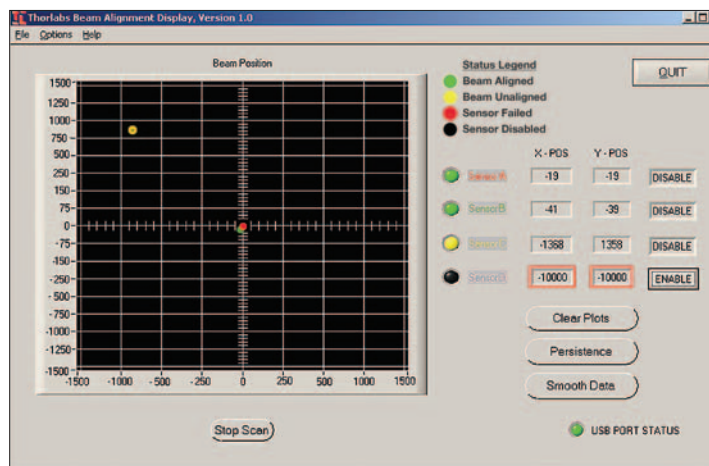 Thorlabs Beam Alignment Display, Version 1.0
File Options Help
Beam Position
1500
1250
1000
750
500
250
150
75
0
-75
-150
-250
-500
-750
-1000
-1250
-1500
-1500 -1000 -500 -250 0 250 500 1000 1500
Stop Scan
Status Legend
Beam Aligned
Beam Unaligned
Sensor Failed
Sensor Disabled
QUIT
X - POS Y - POS
-19 -19 DISABLE
SensorB -41 -39 DISABLE
-1368 1358 DISABLE
SensorD -10000 -10000 ENABLE
Clear Plots
Persistence
Smooth Data
USB PORT STATUS